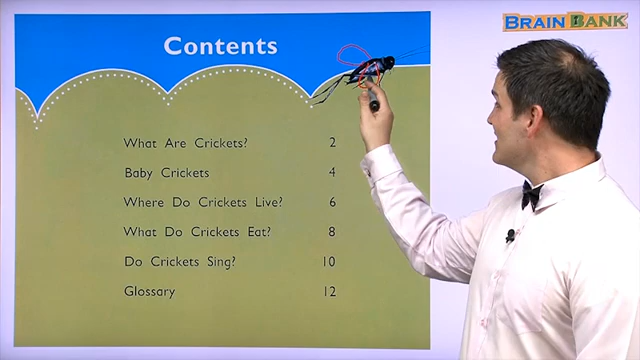 BRAIN BANK
Contents
What Are Crickets? 2
Baby Crickets 4
Where Do Crickets Live? 6
What Do Crickets Eat? 8
Do Crickets Sing? 10
Glossary 12